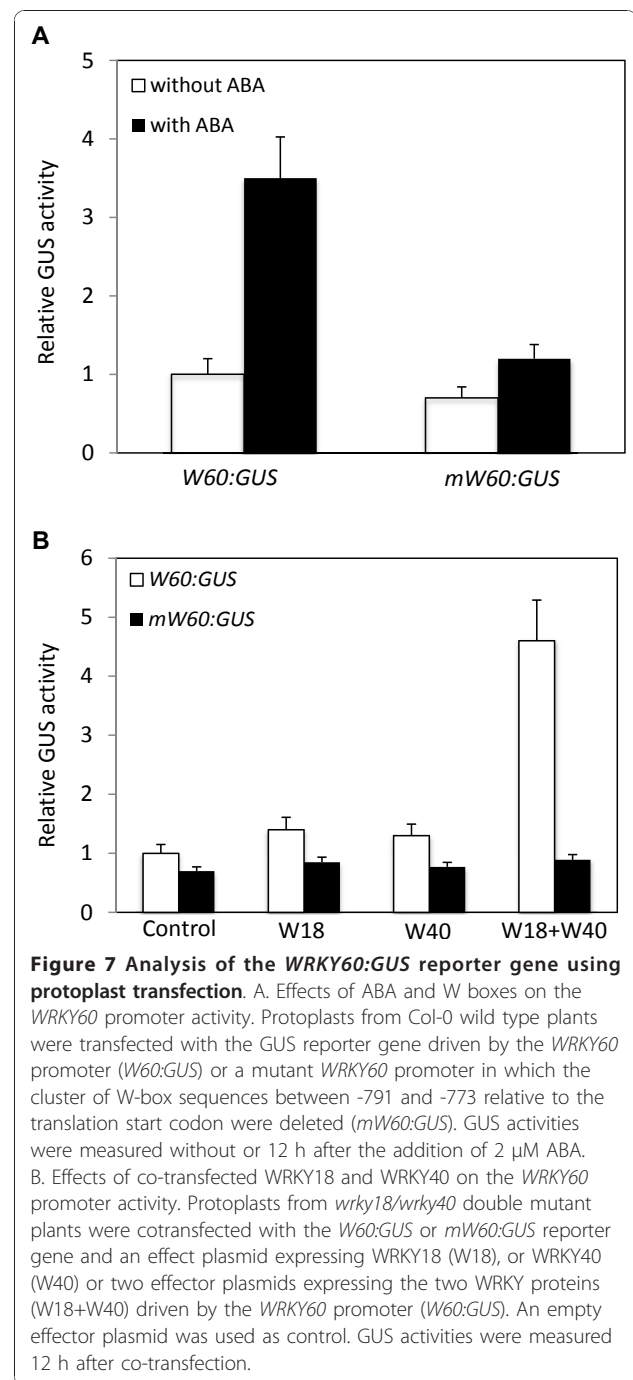 A
5
4
3
2
1
0
Relative GUS activity
without ABA
with ABA
W60:GUS
mW60:GUS
B
6
5
4
3
2
1
0
Relative GUS activity
W60:GUS
mW60:GUS
Control
W18
W40
W18+W40
Figure 7 Analysis of the WRKY60:GUS reporter gene using
protoplast transfection. A. Effects of ABA and W boxes on the
WRKY60 promoter activity. Protoplasts from Col-0 wild type plants
were transfected with the GUS reporter gene driven by the WRKY60
promoter (W60:GUS) or a mutant WRKY60 promoter in which the
cluster of W-box sequences between -791 and -773 relative to the
translation start codon were deleted (mW60:GUS). GUS activities
were measured without or 12 h after the addition of 2 μM ABA.
B. Effects of co-transfected WRKY18 and WRKY40 on the WRKY60
promoter activity. Protoplasts from wrky18/wrky40 double mutant
plants were cotransfected with the W60:GUS or mW60:GUS reporter
gene and an effect plasmid expressing WRKY18 (W18), or WRKY40
(W40) or two effector plasmids expressing the two WRKY proteins
(W18+W40) driven by the WRKY60 promoter (W60:GUS). An empty
effector plasmid was used as control. GUS activities were measured
12 h after co-transfection.